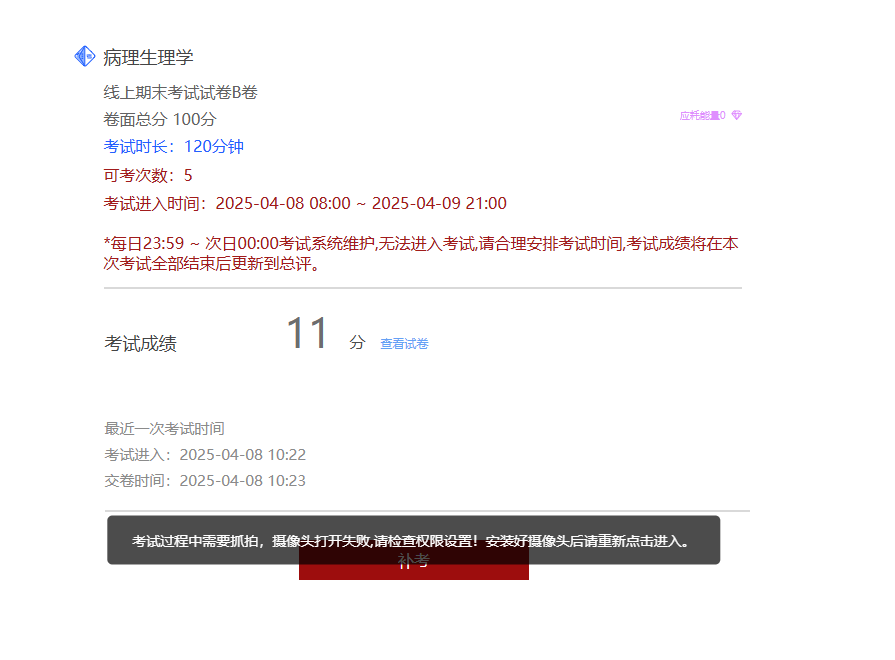 病理生理学
线上期末考试试卷B卷
卷面总分 100分
应耗能量0
考试时长：120分钟
可考次数：5
考试进入时间：2025-04-08 08:00 ~ 2025-04-09 21:00
*每日23:59 ~ 次日00:00考试系统维护,无法进入考试,请合理安排考试时间,考试成绩将在本
次考试全部结束后更新到总评。
考试成绩 11 分 查看试卷
最近一次考试时间
考试进入：2025-04-08 10:22
交卷时间：2025-04-08 10:23
考试过程中需要抓拍，摄像头打开失败,请检查权限设置！安装好摄像头后请重新点击进入。
补考